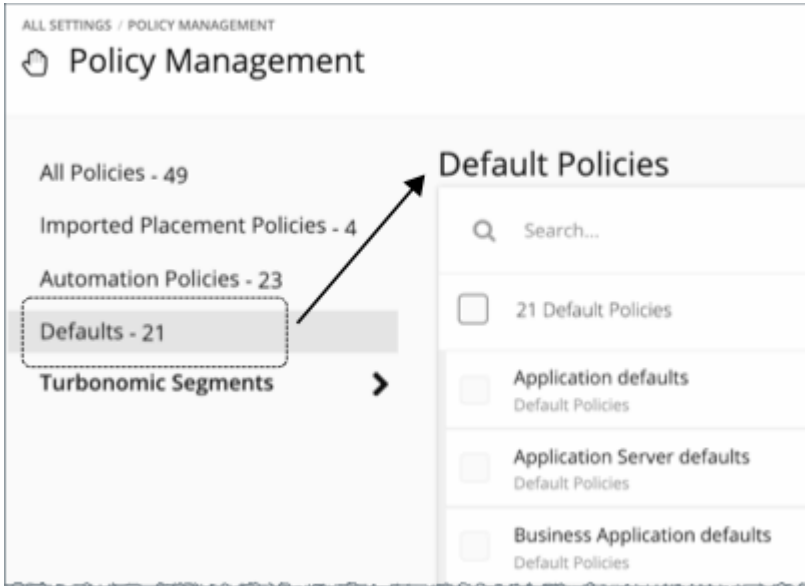 ALL SETTINGS / POLICY MANAGEMENT
Policy Management
All Policies - 49
Imported Placement Policies - 4
Automation Policies - 23
Defaults - 21
Turbonomic Segments
Default Policies
Search...
21 Default Policies
Application defaults
Default Policies
Application Server defaults
Default Policies
Business Application defaults
Default Policies